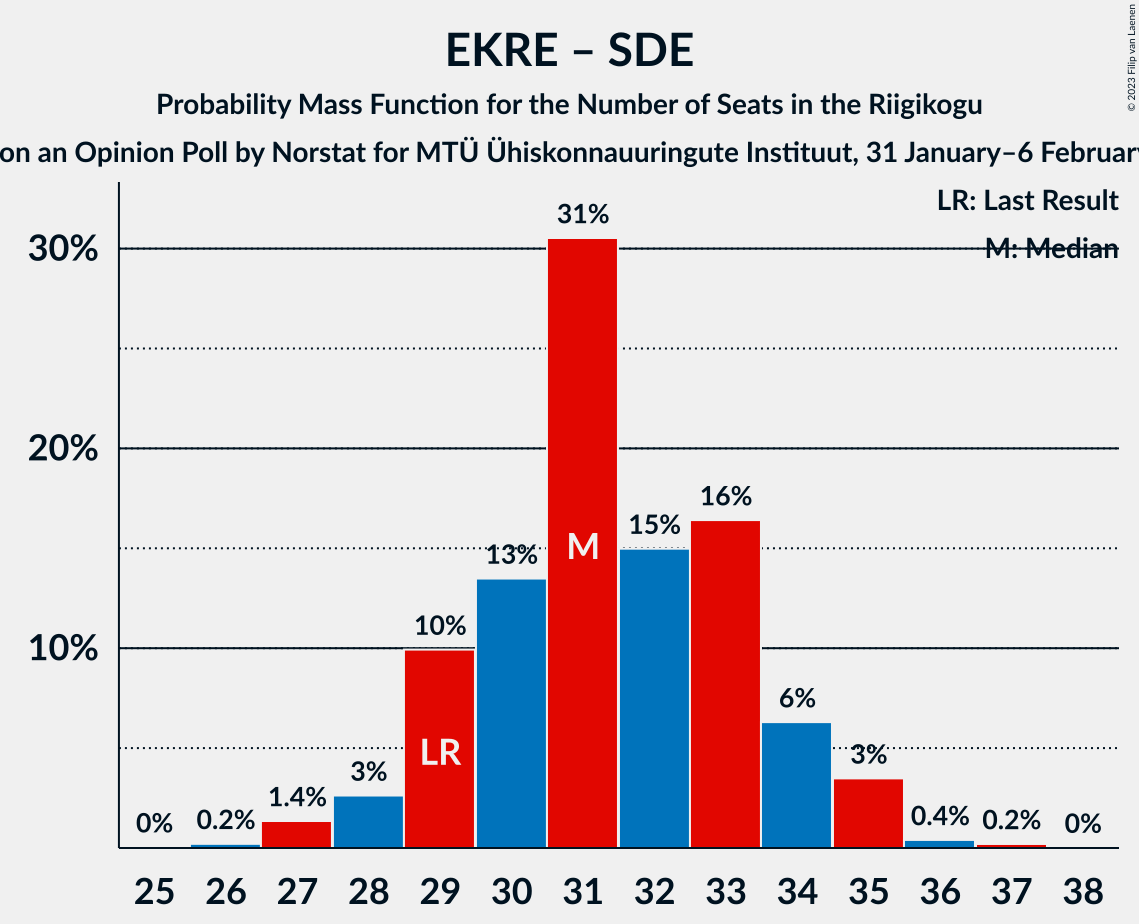 EKRE – SDE
Probability Mass Function for the Number of Seats in the Riigikogu
on an Opinion Poll by Norstat for MTÜ Ühiskonnauuringute Instituut, 31 January–6 February
© 2023 Filip van Laenen
LR: Last Result
M: Median
30%
20%
10%
0%
0.2%
1.4%
3%
10%
13%
31%
15%
16%
6%
3%
0.4%
0.2%
0%
LR
M
25 26 27 28 29 30 31 32 33 34 35 36 37 38